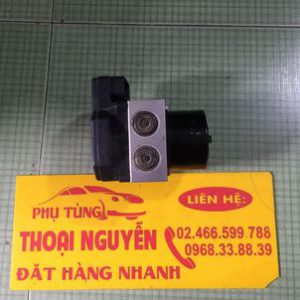 LIÊN HỆ:
PHỤ TÙNG
THOẠI NGUYỄN
02.466.599.788
0968.33.88.39
ĐẶT HÀNG NHANH